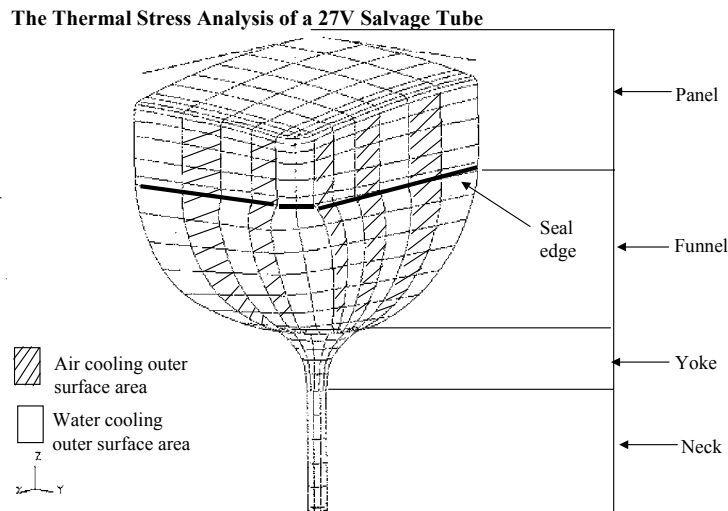 The Thermal Stress Analysis of a 27V Salvage Tube
Panel
Seal
edge
Funnel
Air cooling outer
surface area
Yoke
Water cooling
outer surface area
Neck
Z
X Y